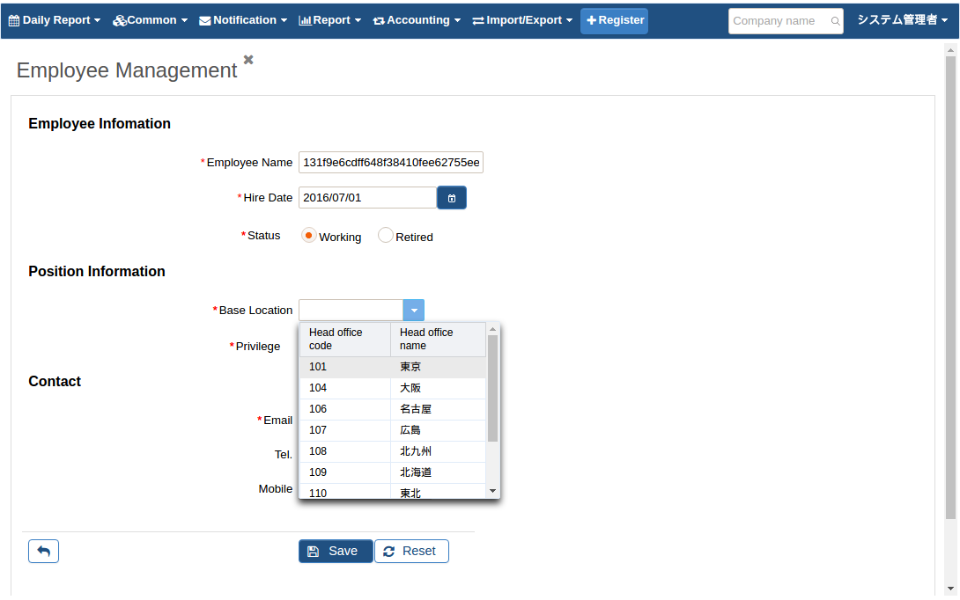 Daily Report Common Notification Report Accounting Import/Export Register Company name システム管理者
Employee Management
Employee Infomation
*Employee Name 131f9e6cdff648f38410fee62755ee
*Hire Date 2016/07/01
*Status Working Retired
Position Information
*Base Location
*Privilege
Head office code Head office name
101 東京
104 大阪
106 名古屋
107 広島
108 北九州
109 北海道
110 東北
Contact
*Email
Tel.
Mobile
Save Reset